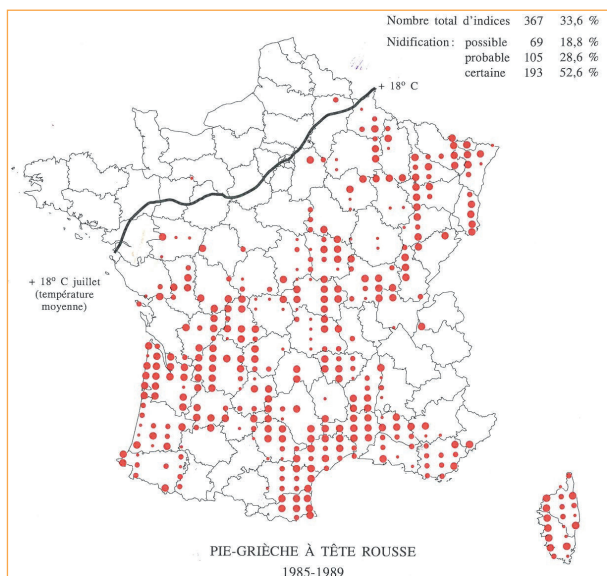 Nombre total d'indices 367 33,6 %
Nidification : possible 69 18,8 %
probable 105 28,6 %
certaine 193 52,6 %
+ 18° C
+ 18° C juillet
(température
moyenne)
PIE-GRIÈCHE À TÊTE ROUSSE
1985-1989